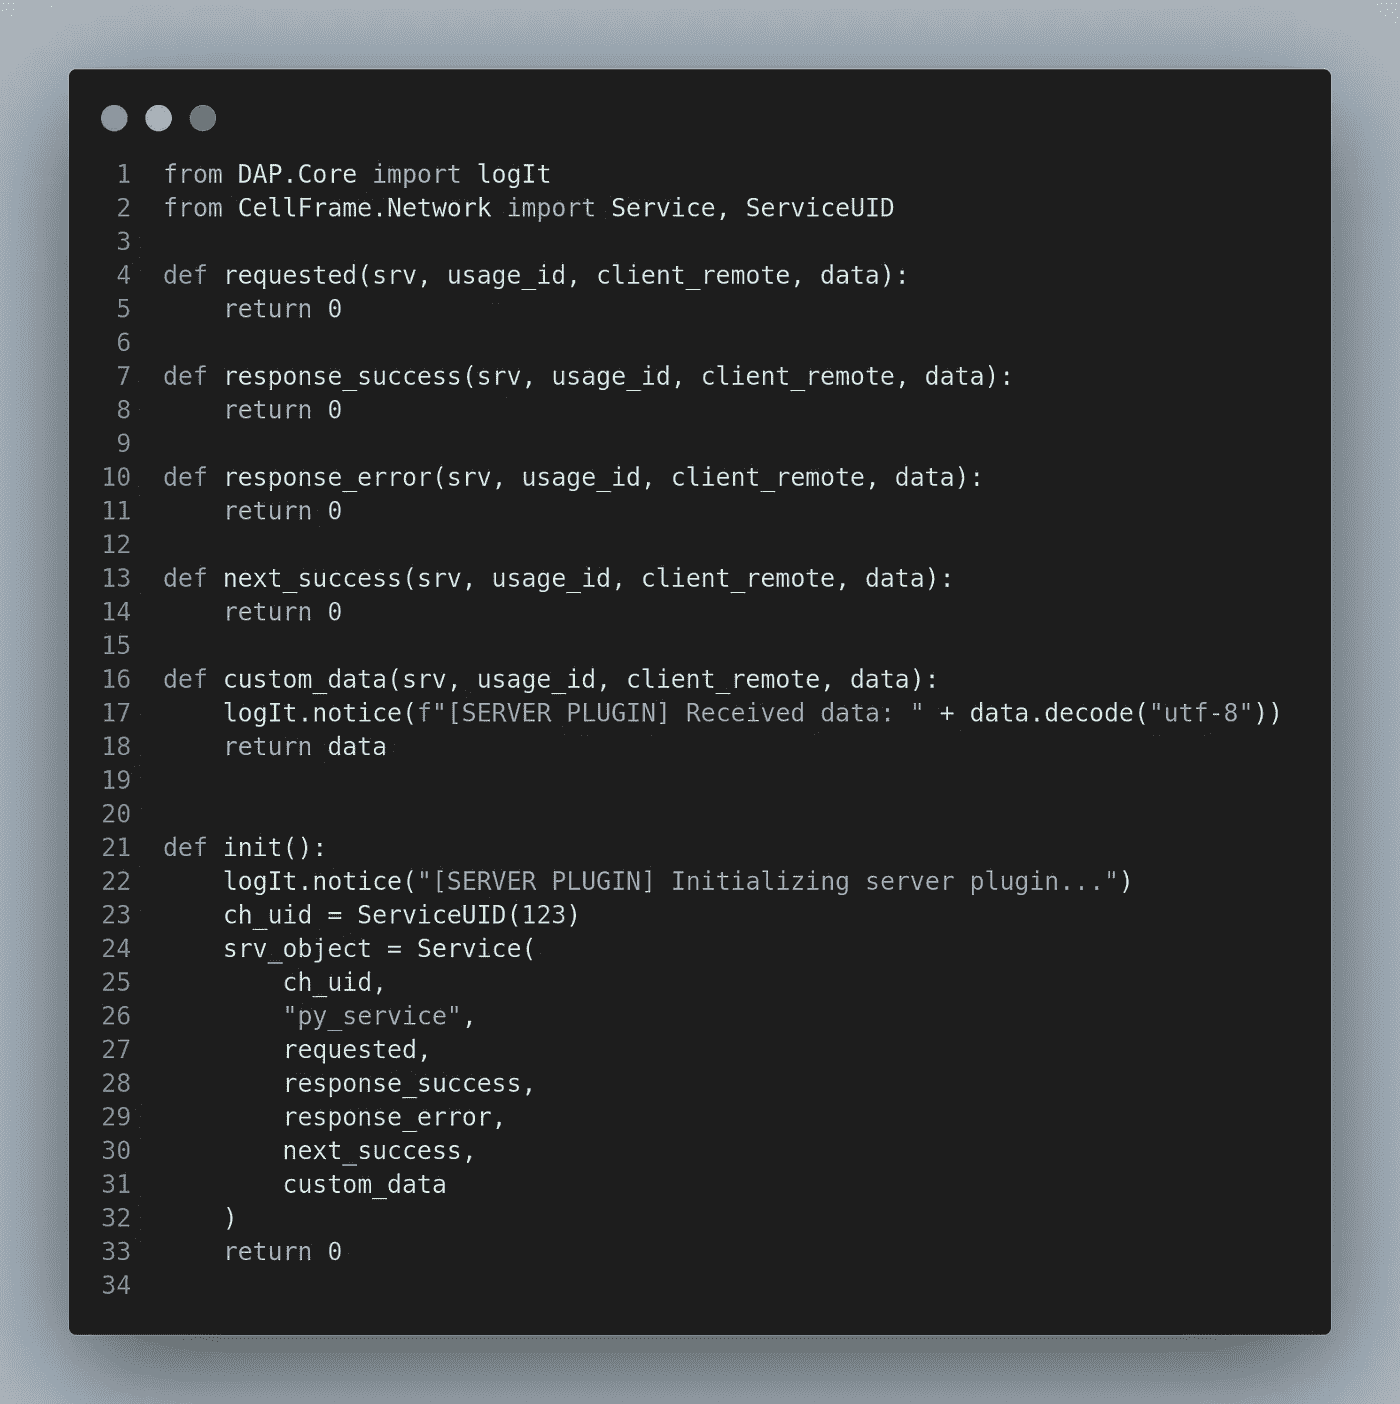 1 from DAP.Core import logIt
2 from CellFrame.Network import Service, ServiceUID
3
4 def requested(srv, usage_id, client_remote, data):
5     return 0
6
7 def response_success(srv, usage_id, client_remote, data):
8     return 0
9
10 def response_error(srv, usage_id, client_remote, data):
11     return 0
12
13 def next_success(srv, usage_id, client_remote, data):
14     return 0
15
16 def custom_data(srv, usage_id, client_remote, data):
17     logIt.notice(f"[SERVER PLUGIN] Received data: " + data.decode("utf-8"))
18     return data
19
20
21 def init():
22     logIt.notice("[SERVER PLUGIN] Initializing server plugin...")
23     ch_uid = ServiceUID(123)
24     srv_object = Service(
25         ch_uid,
26         "py_service",
27         requested,
28         response_success,
29         response_error,
30         next_success,
31         custom_data
32     )
33     return 0
34